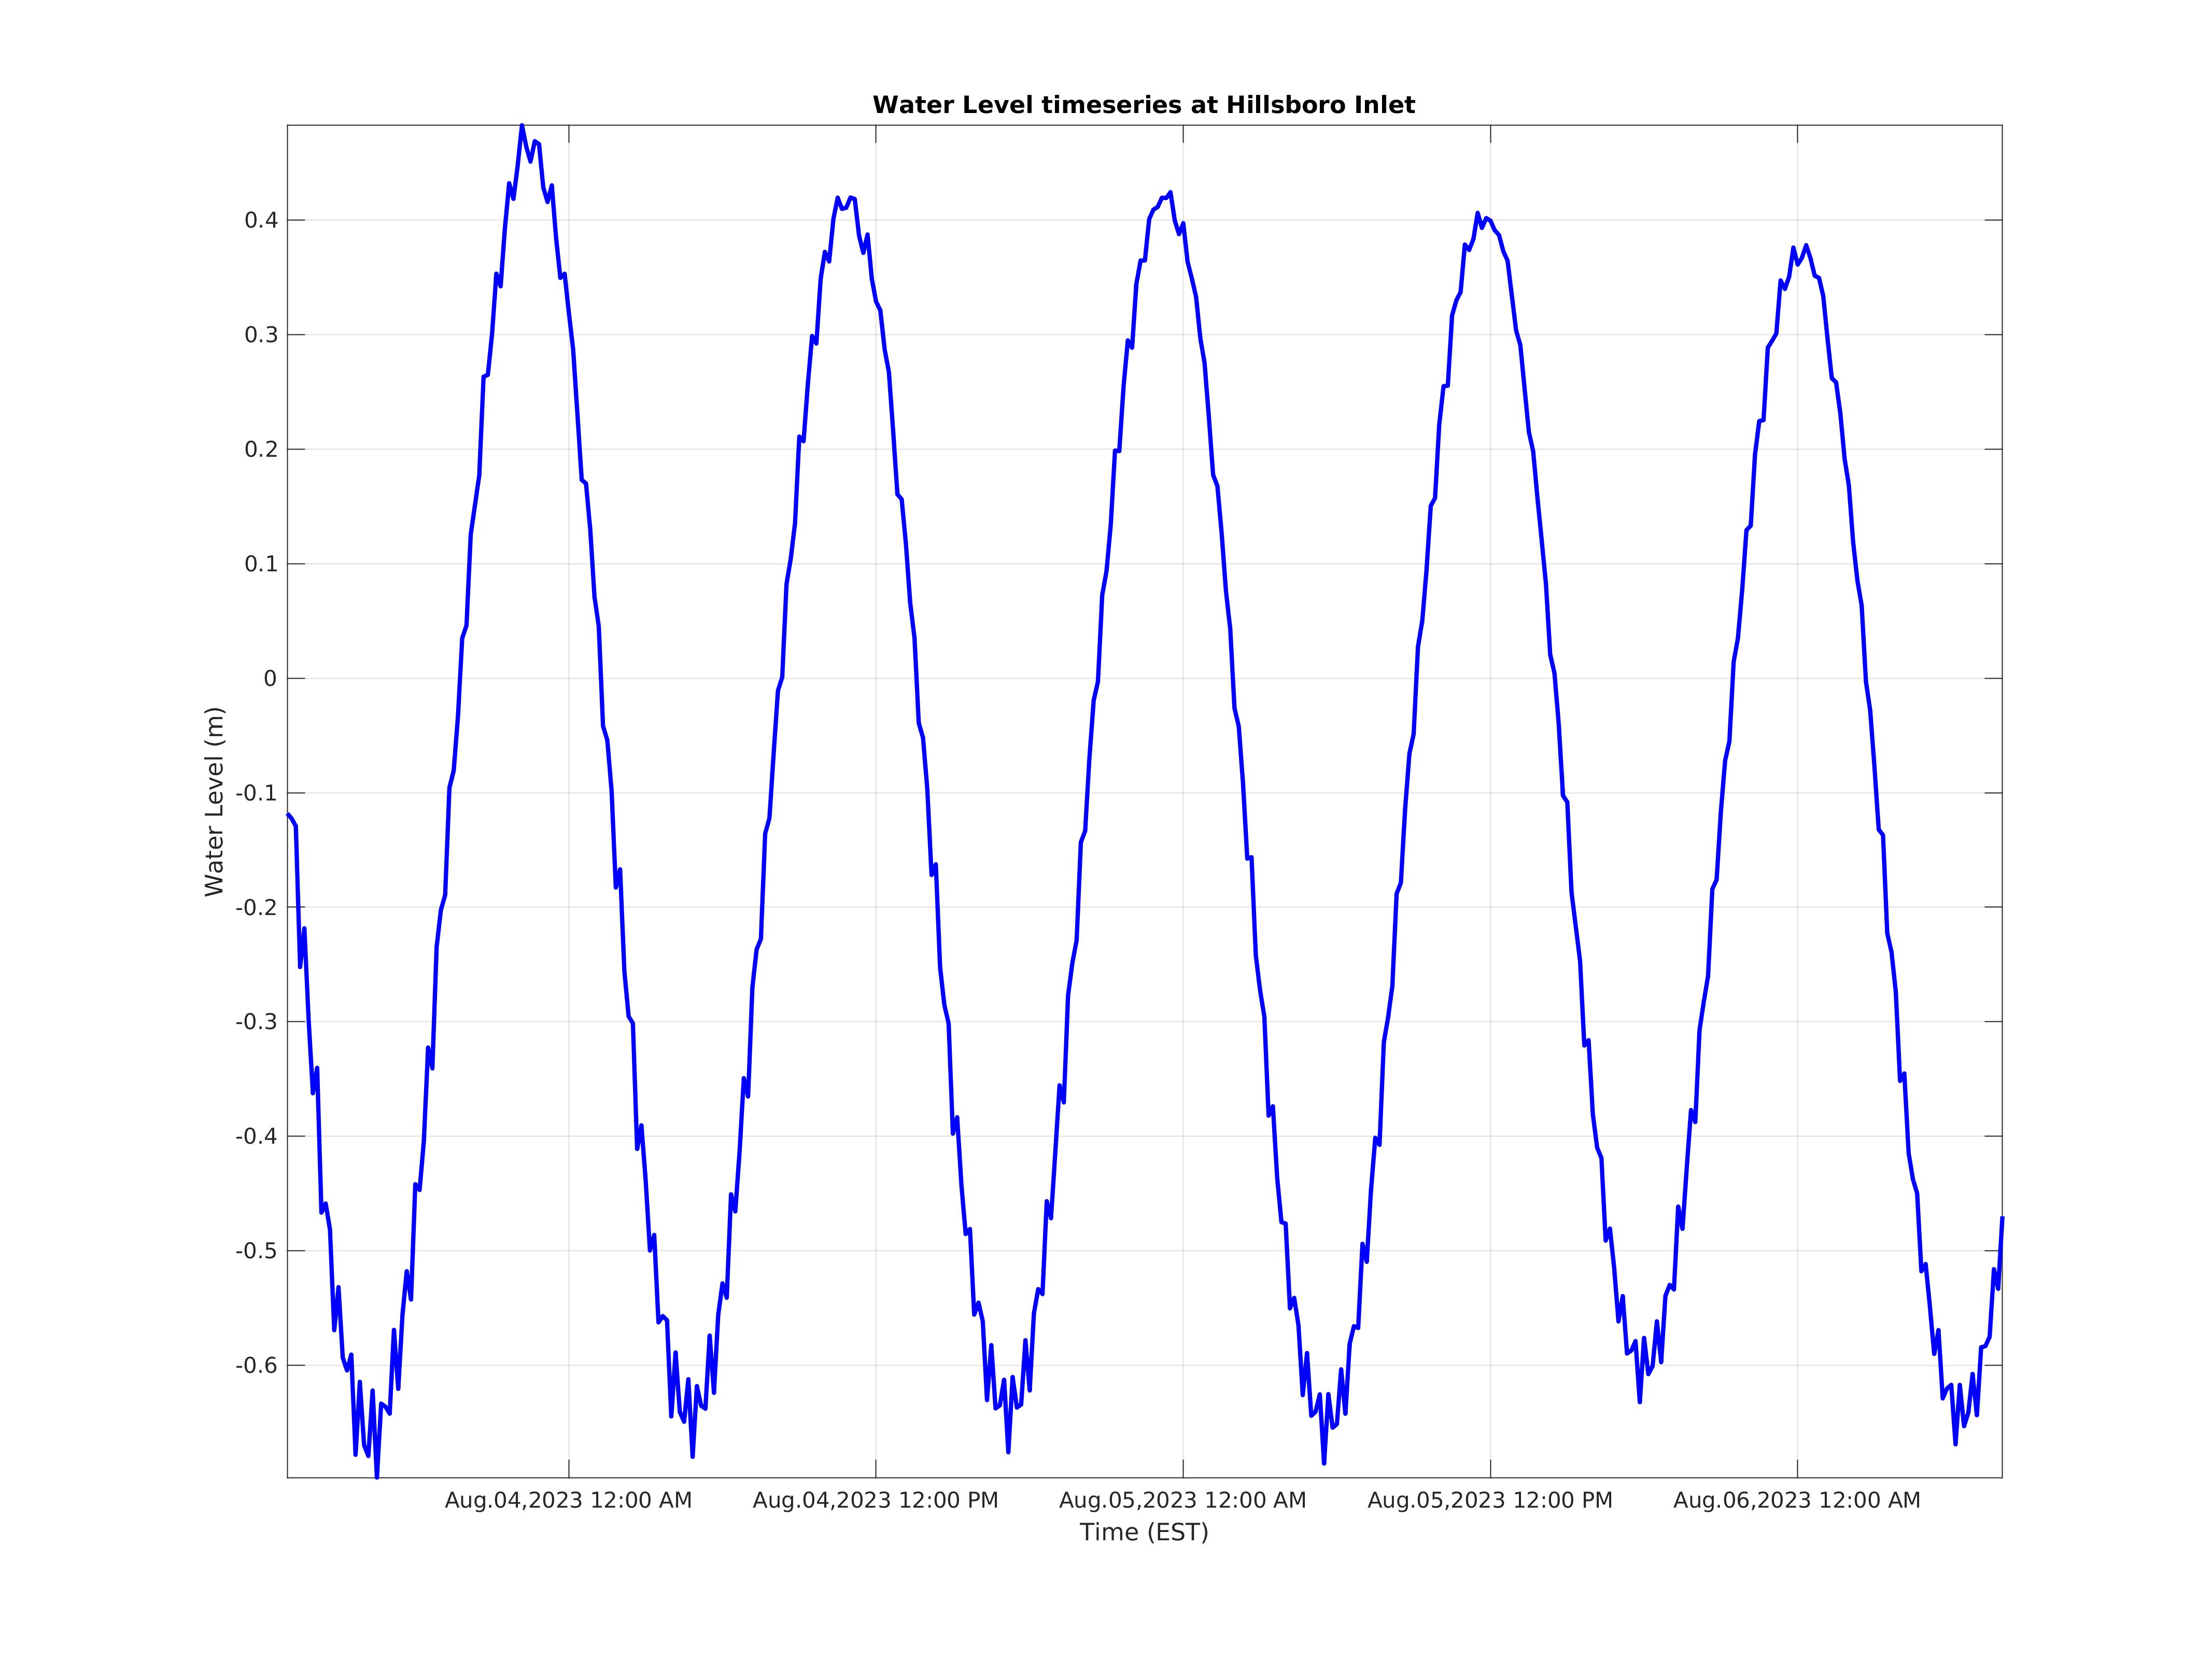 Water Level timeseries at Hillsboro Inlet
0.4
0.3
0.2
0.1
0
-0.1
-0.2
-0.3
-0.4
-0.5
-0.6
Water Level (m)
Aug.04,2023 12:00 AM Aug.04,2023 12:00 PM Aug.05,2023 12:00 AM Aug.05,2023 12:00 PM Aug.06,2023 12:00 AM
Time (EST)